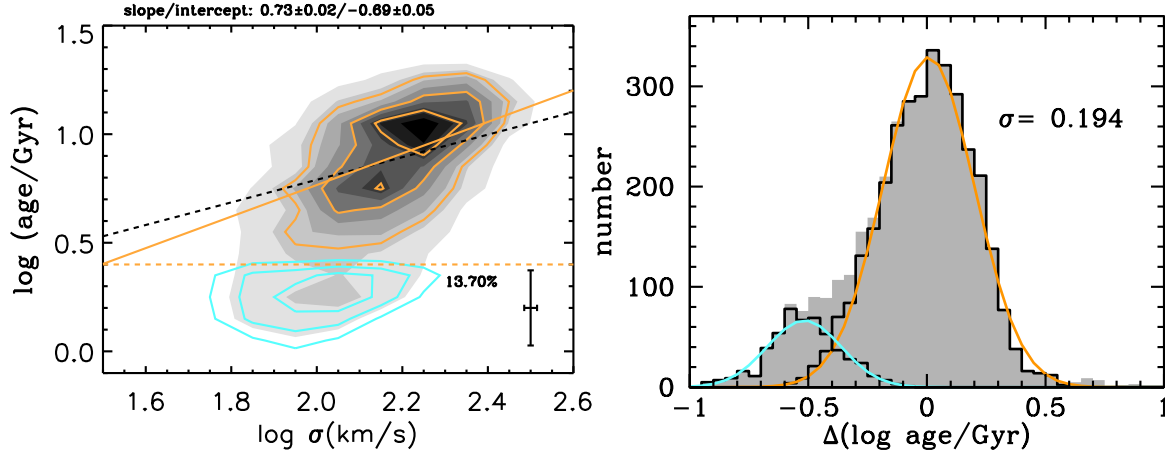 slope/intercept: 0.73±0.02/−0.69±0.05
log (age/Gyr)
1.5
1.0
0.5
0.0
13.70%
1.6 1.8 2.0 2.2 2.4 2.6
log σ(km/s)
number
300
200
100
0
σ= 0.194
−1 −0.5 0 0.5 1
Δ(log age/Gyr)